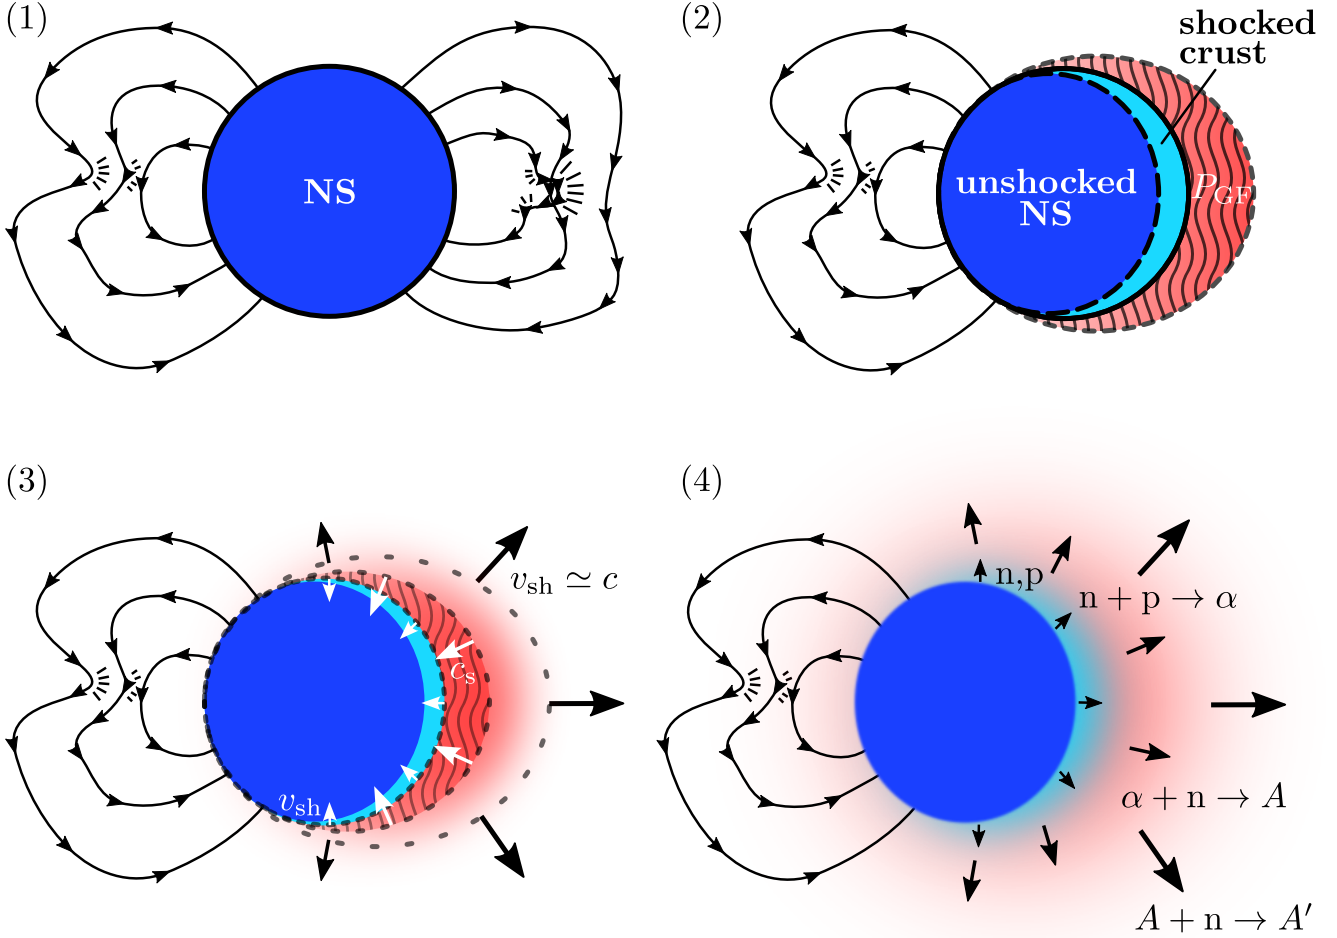 (1)
NS
(2)
shocked
crust
unshocked
NS
P_GF
(3)
v_sh ≃ c
c_s
v_sh
(4)
n,p
n + p → α
α + n → A
A + n → A′